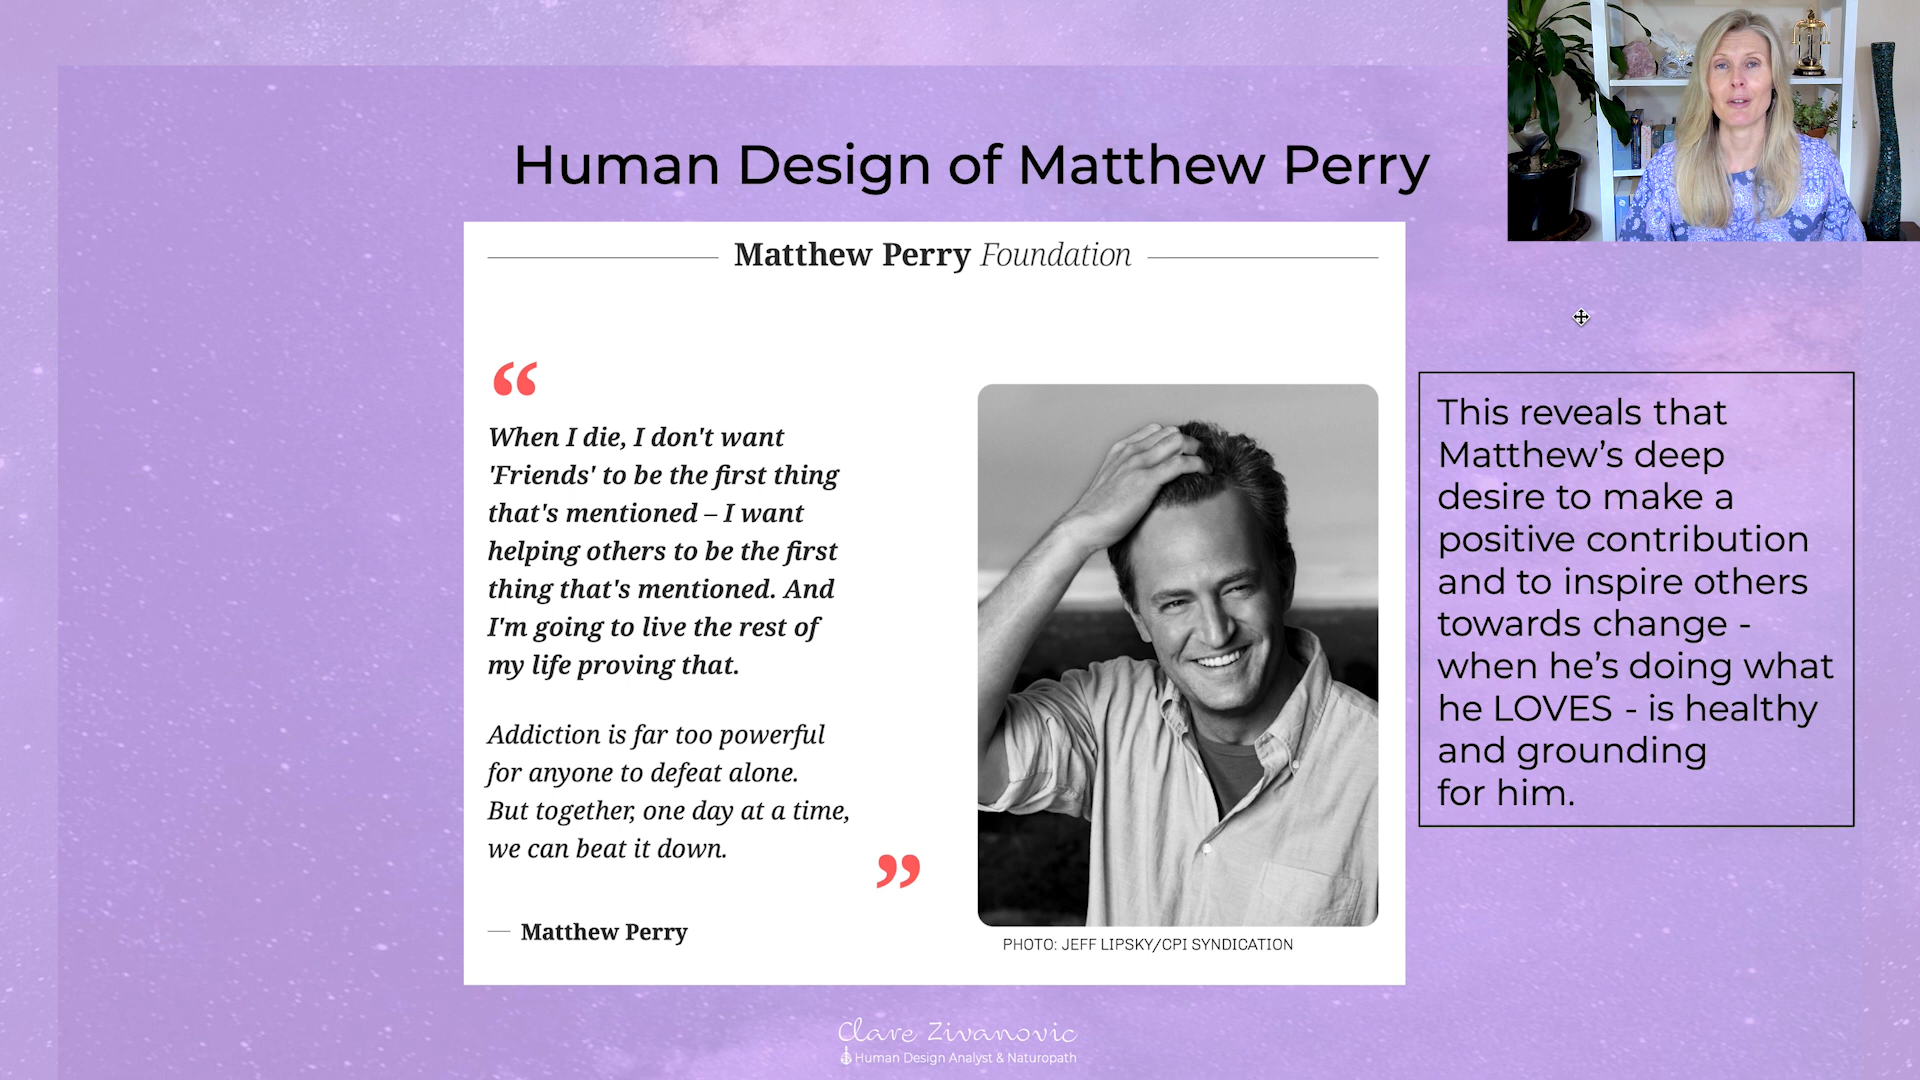 Human Design of Matthew Perry
Matthew Perry Foundation
“
When I die, I don't want
'Friends' to be the first thing
that's mentioned – I want
helping others to be the first
thing that's mentioned. And
I'm going to live the rest of
my life proving that.
Addiction is far too powerful
for anyone to defeat alone.
But together, one day at a time,
we can beat it down.
”
— Matthew Perry
PHOTO: JEFF LIPSKY/CPI SYNDICATION
This reveals that
Matthew’s deep
desire to make a
positive contribution
and to inspire others
towards change -
when he’s doing what
he LOVES - is healthy
and grounding
for him.
Clare Zivanovic
Human Design Analyst & Naturopath